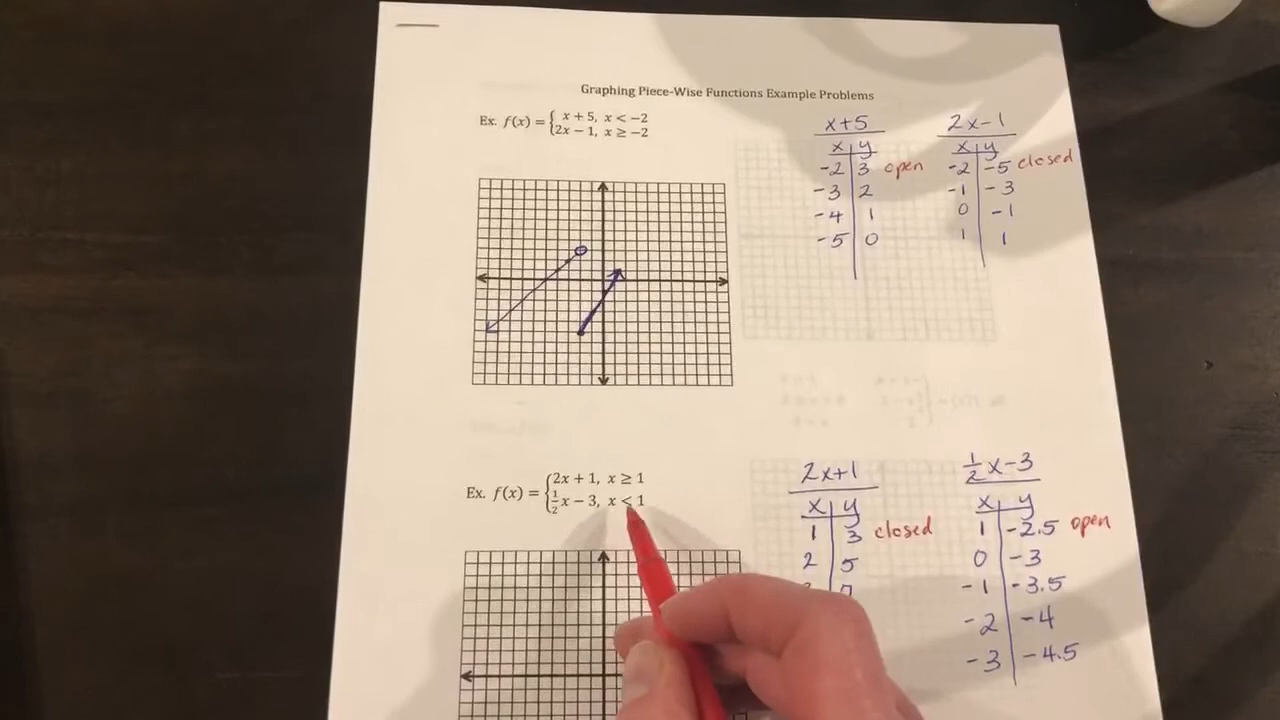 Graphing Piece-Wise Functions Example Problems
Ex. f(x) = { x + 5, x < −2
2x − 1, x ≥ −2
x+5
x y
-2 3 open
-3 2
-4 1
-5 0
2x-1
x y
-2 -5 closed
-1 -3
0 -1
1 1
Ex. f(x) = { 2x + 1, x ≥ 1
1/2 x − 3, x < 1
2x+1
x y
1 3 closed
2 5
7
1/2 x-3
x y
1 -2.5 open
0 -3
-1 -3.5
-2 -4
-3 -4.5